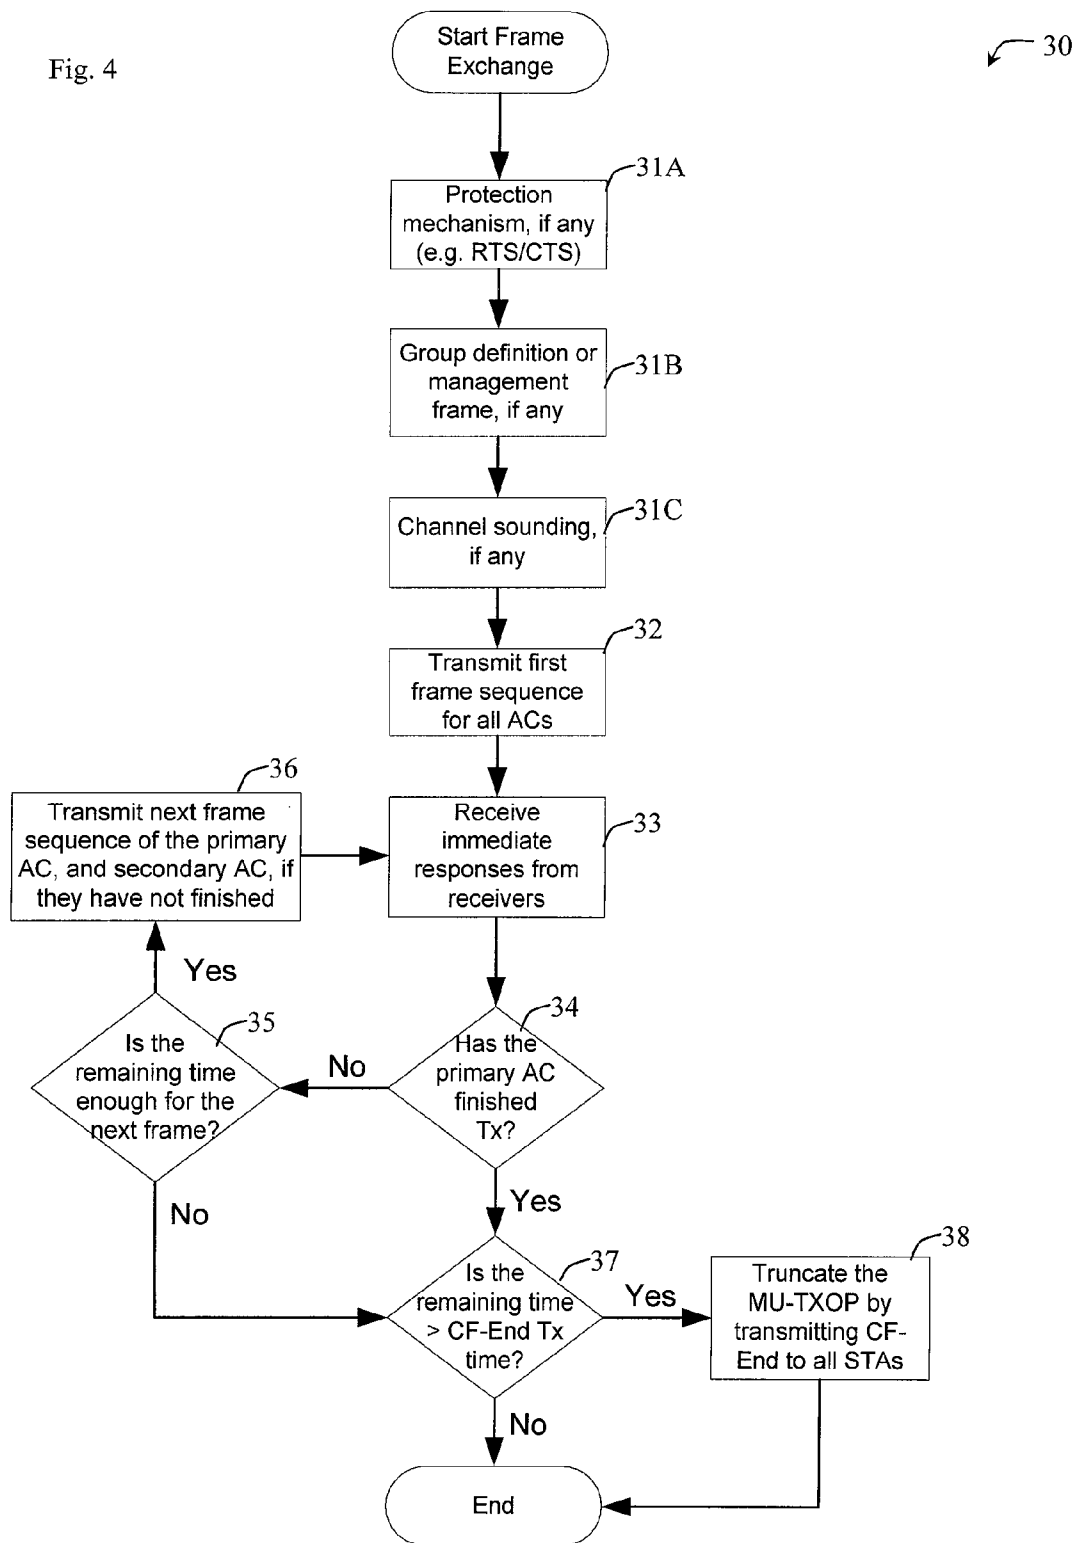 Fig. 4
30
Start Frame
Exchange
31A
Protection
mechanism, if any
(e.g. RTS/CTS)
31B
Group definition or
management
frame, if any
31C
Channel sounding,
if any
32
Transmit first
frame sequence
for all ACs
36
Transmit next frame
sequence of the primary
AC, and secondary AC, if
they have not finished
33
Receive
immediate
responses from
receivers
Yes
35
Is the
remaining time
enough for the
next frame?
No
34
Has the
primary AC
finished
Tx?
No
Yes
37
Is the
remaining time
> CF-End Tx
time?
Yes
38
Truncate the
MU-TXOP by
transmitting CF-
End to all STAs
No
End